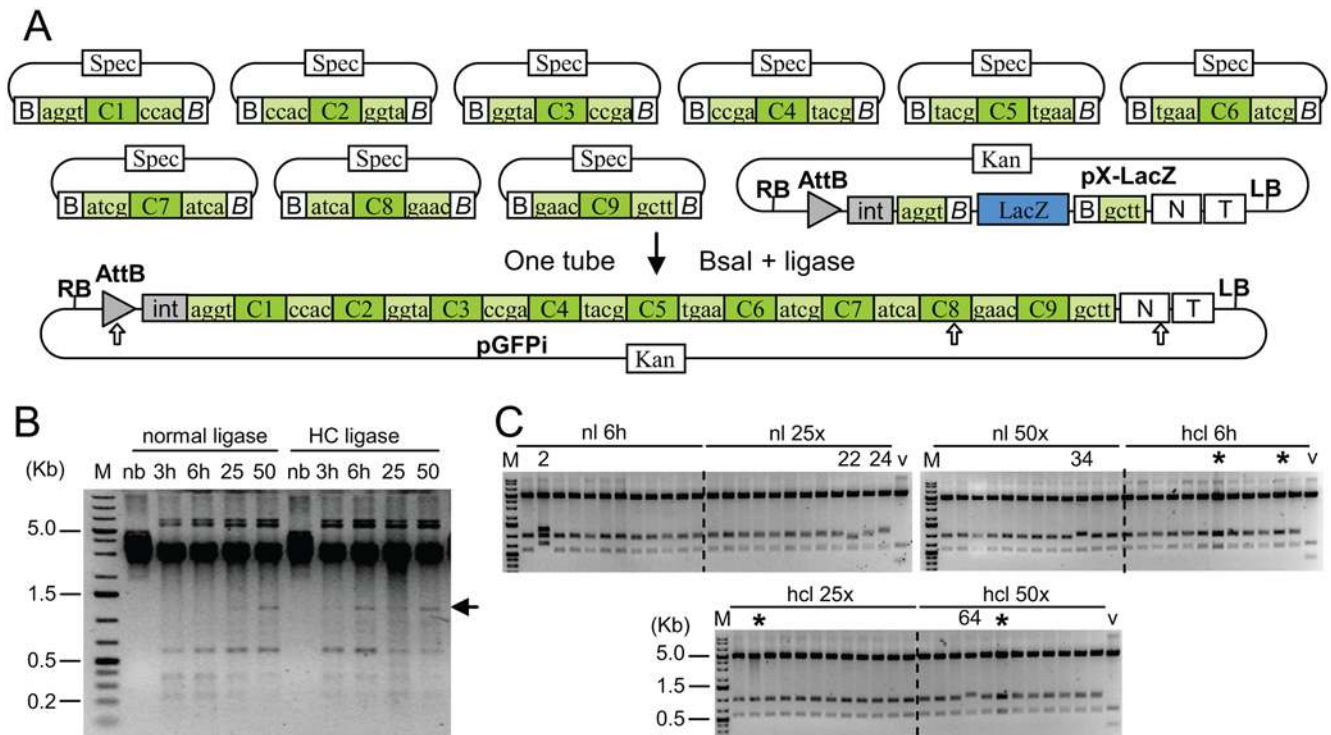 A
Spec Spec Spec Spec Spec Spec
B aggt C1 ccac B B ccac C2 ggta B B ggta C3 ccga B B ccga C4 tacg B B tacg C5 tgaa B B tgaa C6 atcg B
Spec Spec Spec Kan
RB AttB pX-LacZ LB
B atcg C7 atca B B atca C8 gaac B B gaac C9 gctt B int aggt B LacZ B gctt N T
One tube BsaI + ligase
RB AttB LB
int aggt C1 ccac C2 ggta C3 ccga C4 tacg C5 tgaa C6 atcg C7 atca C8 gaac C9 gctt N T
pGFPi Kan
B
normal ligase HC ligase
(Kb) M nb 3h 6h 25 50 nb 3h 6h 25 50
5.0
1.5
0.5
0.2
C
nl 6h nl 25x nl 50x hcl 6h
M 2 22 24 v M 34 * * v
hcl 25x hcl 50x
(Kb) M * 64 * v
5.0
1.5
0.5